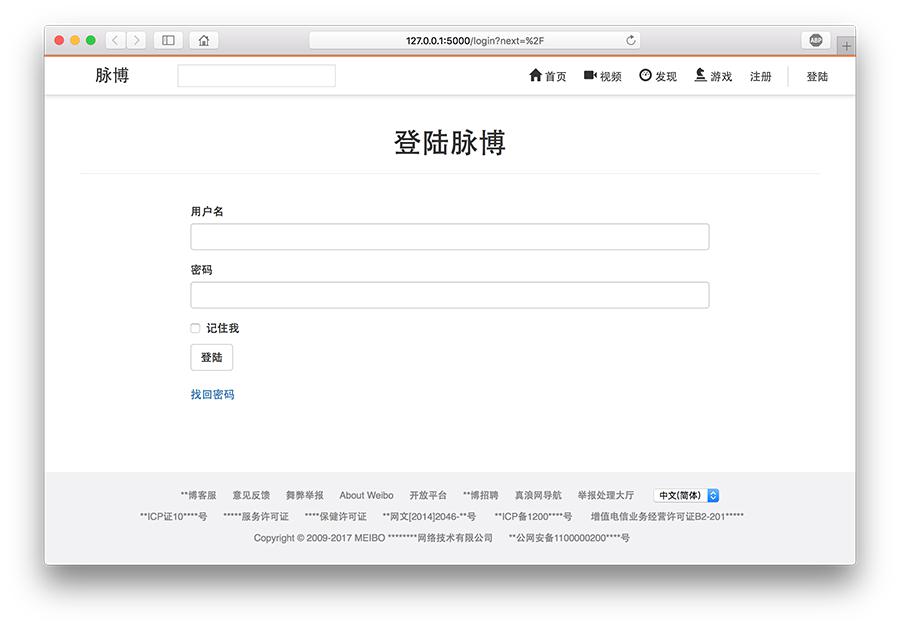 127.0.0.1:5000/login?next=%2F
ABP
脉博 首页 视频 发现 游戏 注册 登陆
登陆脉博
用户名
密码
记住我
登陆
找回密码
**博客服 意见反馈 舞弊举报 About Weibo 开放平台 **博招聘 真浪网导航 举报处理大厅 中文(简体)
**ICP证10****号 *****服务许可证 ****保健许可证 **网文[2014]2046-**号 **ICP备1200****号 增值电信业务经营许可证B2-201*****
Copyright © 2009-2017 MEIBO ********网络技术有限公司 **公网安备1100000200****号